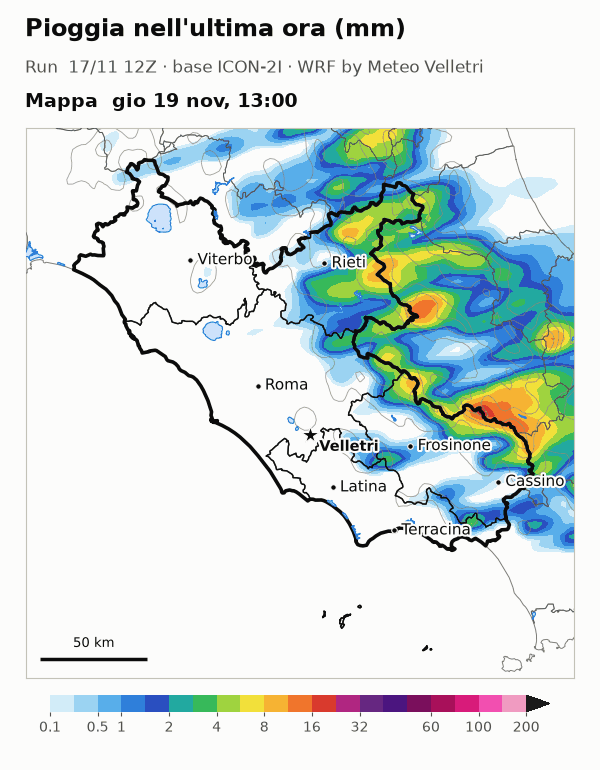 Pioggia nell'ultima ora (mm)
Run  17/11 12Z · base ICON-2I · WRF by Meteo Velletri
Mappa  gio 19 nov, 13:00
Viterbo
Rieti
Roma
Velletri
Frosinone
Latina
Cassino
Terracina
50 km
0.1 0.5 1 2 4 8 16 32 60 100 200